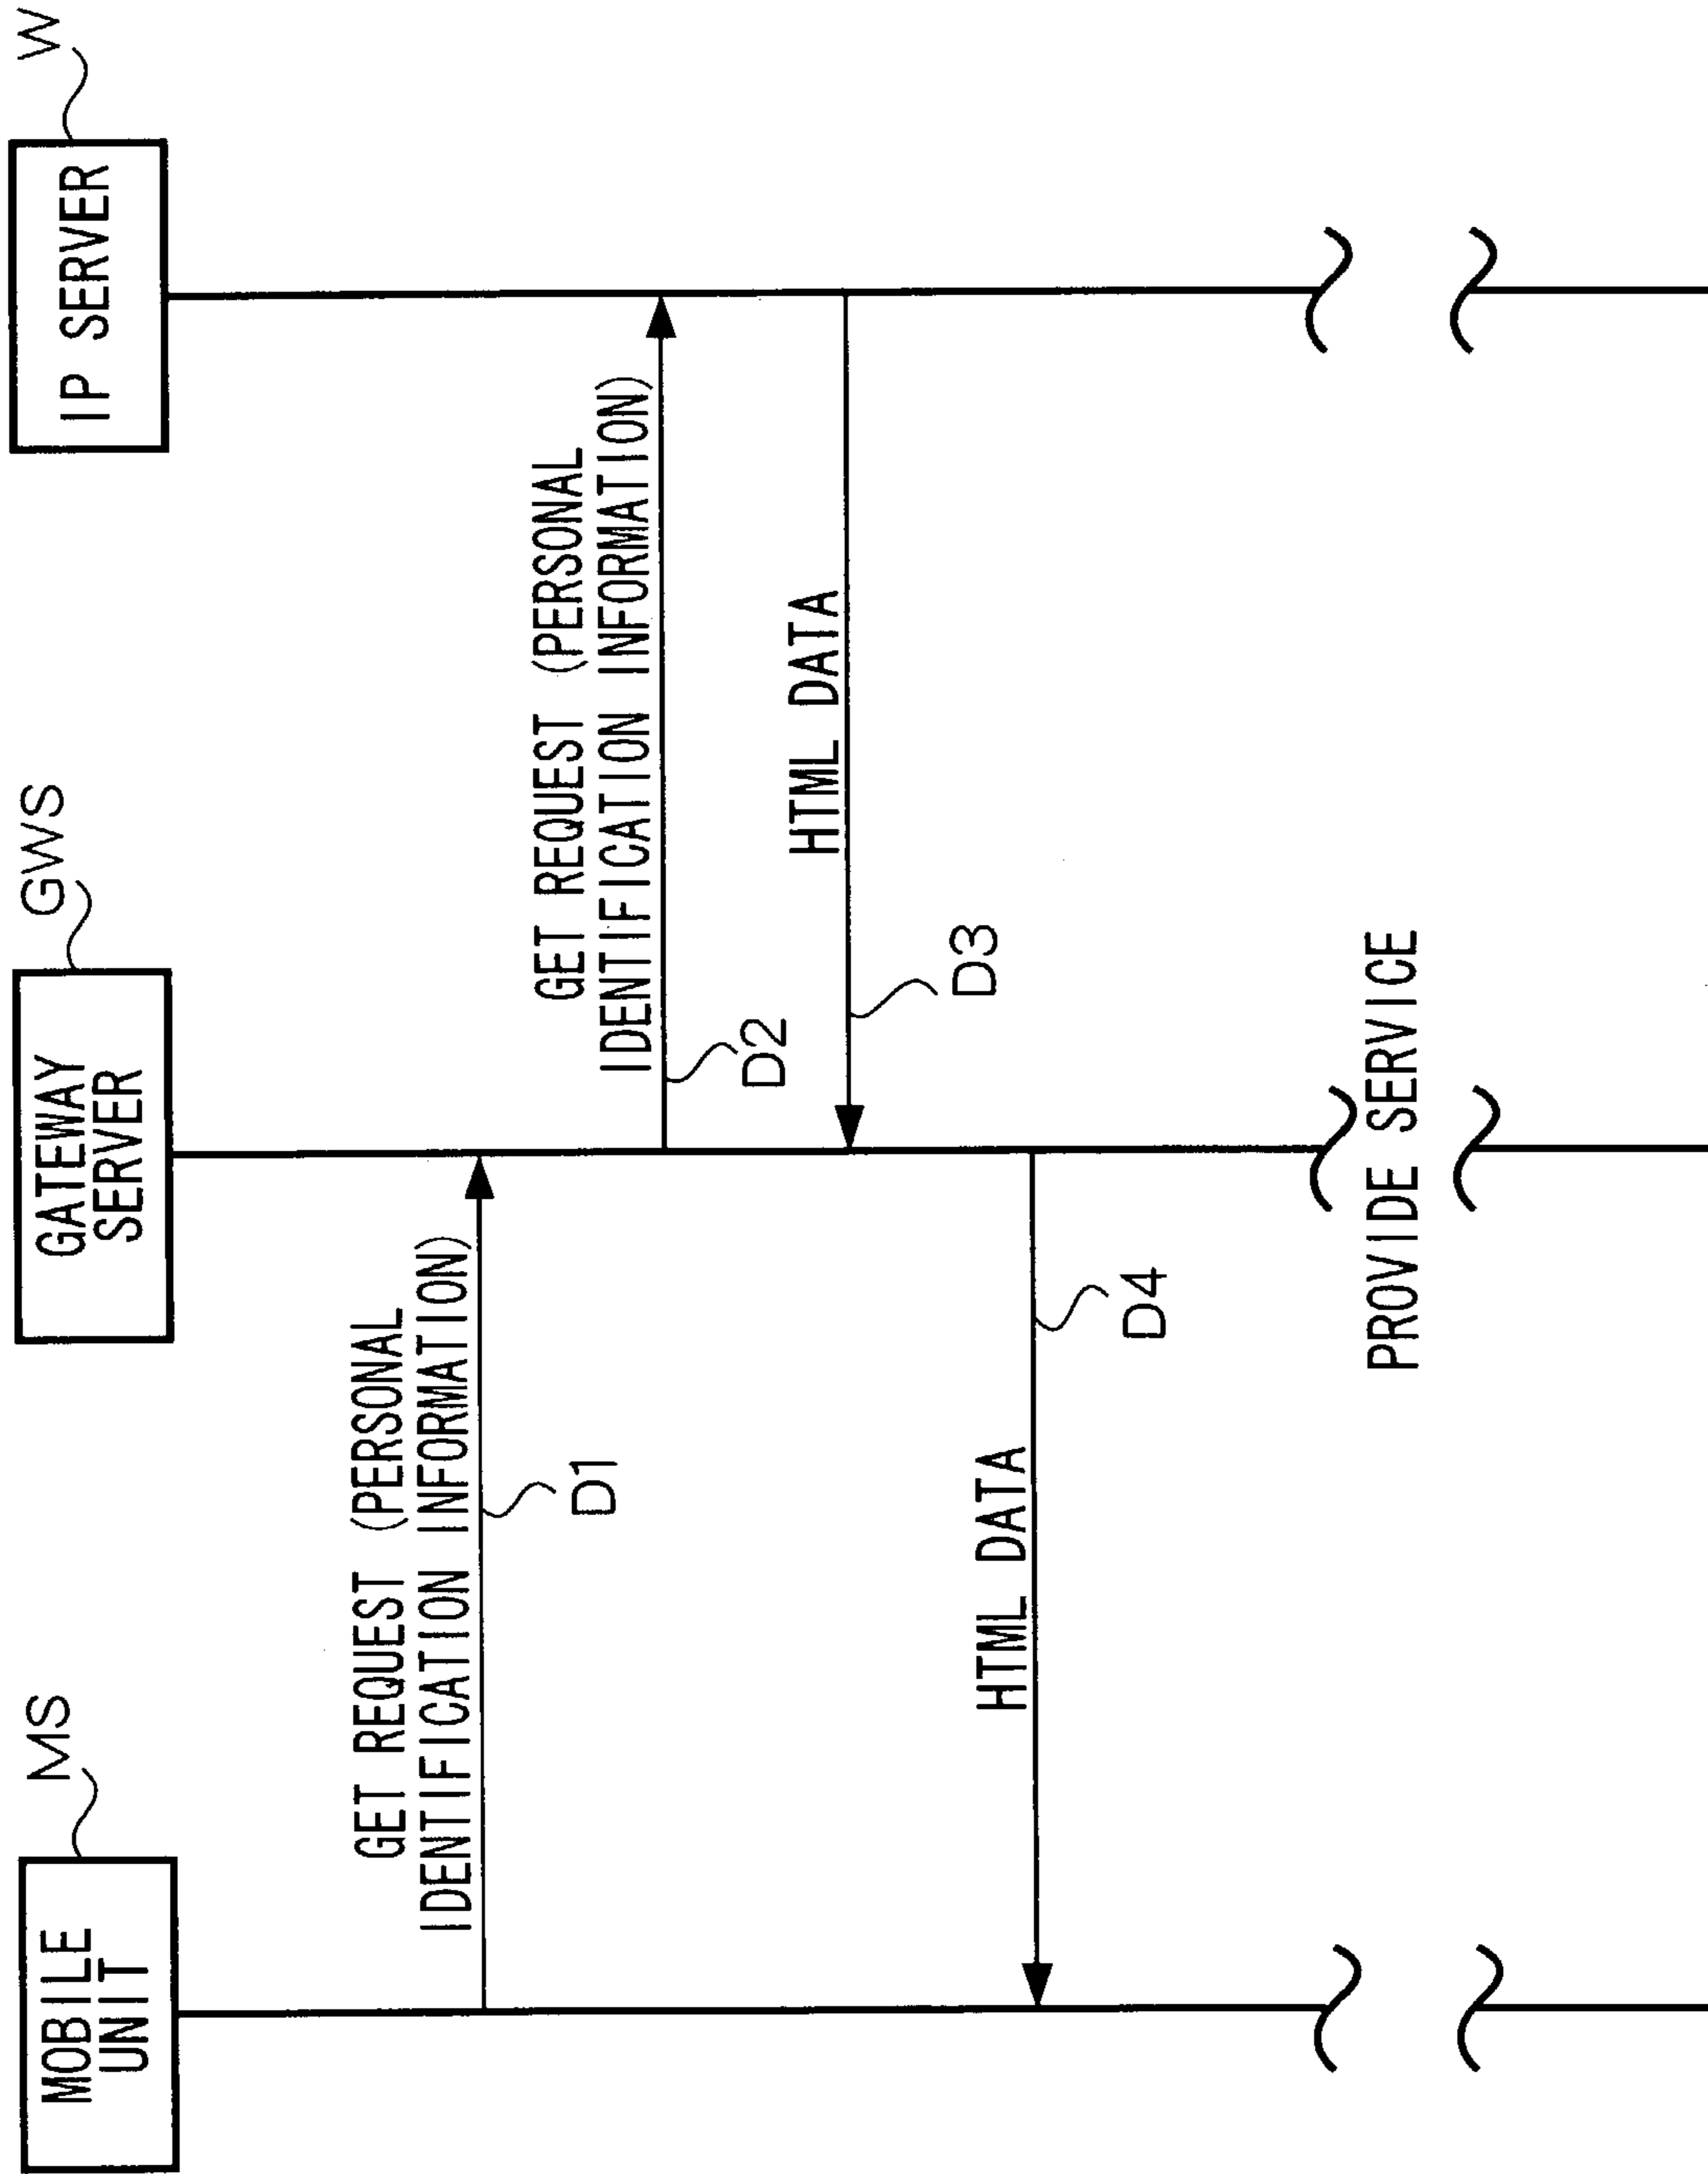 MS
MOBILE
UNIT
GWS
GATEWAY
SERVER
W
IP SERVER
GET REQUEST (PERSONAL
IDENTIFICATION INFORMATION)
D1
GET REQUEST (PERSONAL
IDENTIFICATION INFORMATION)
D2
HTML DATA
D3
HTML DATA
D4
PROVIDE SERVICE